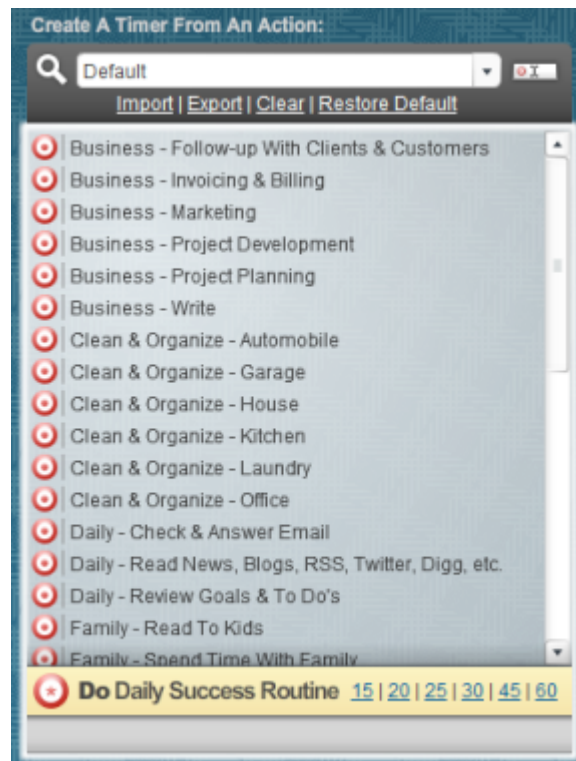 Create A Timer From An Action:
Default
Import | Export | Clear | Restore Default
Business - Follow-up With Clients & Customers
Business - Invoicing & Billing
Business - Marketing
Business - Project Development
Business - Project Planning
Business - Write
Clean & Organize - Automobile
Clean & Organize - Garage
Clean & Organize - House
Clean & Organize - Kitchen
Clean & Organize - Laundry
Clean & Organize - Office
Daily - Check & Answer Email
Daily - Read News, Blogs, RSS, Twitter, Digg, etc.
Daily - Review Goals & To Do's
Family - Read To Kids
Family - Spend Time With Family
Do Daily Success Routine 15 | 20 | 25 | 30 | 45 | 60